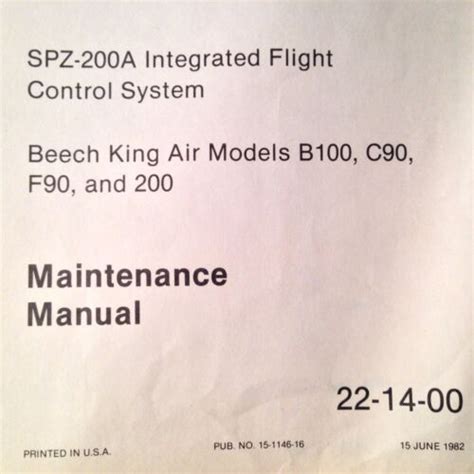 SPZ-200A Integrated Flight
Control System
Beech King Air Models B100, C90,
F90, and 200
Maintenance
Manual
22-14-00
PRINTED IN U.S.A. PUB. NO. 15-1146-16 15 JUNE 1982